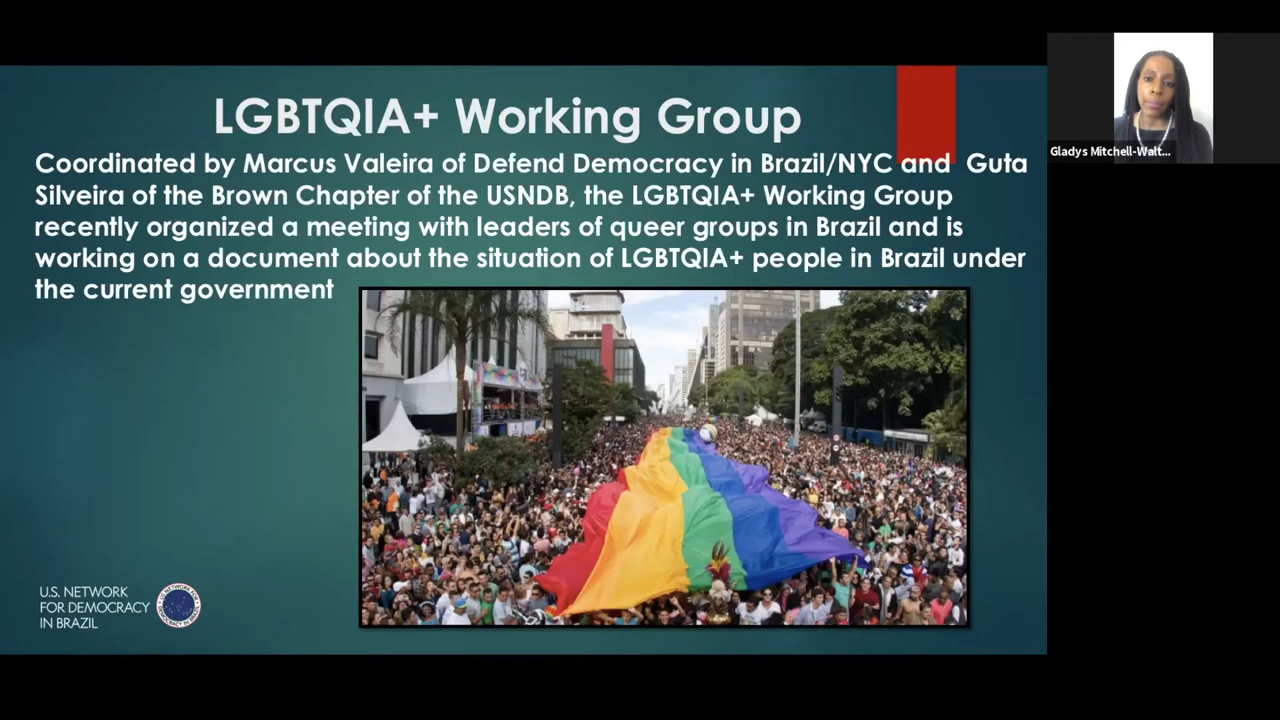 LGBTQIA+ Working Group
Coordinated by Marcus Valeira of Defend Democracy in Brazil/NYC and Guta
Silveira of the Brown Chapter of the USNDB, the LGBTQIA+ Working Group
recently organized a meeting with leaders of queer groups in Brazil and is
working on a document about the situation of LGBTQIA+ people in Brazil under
the current government
U.S. NETWORK
FOR DEMOCRACY
IN BRAZIL
Gladys Mitchell-Walt...